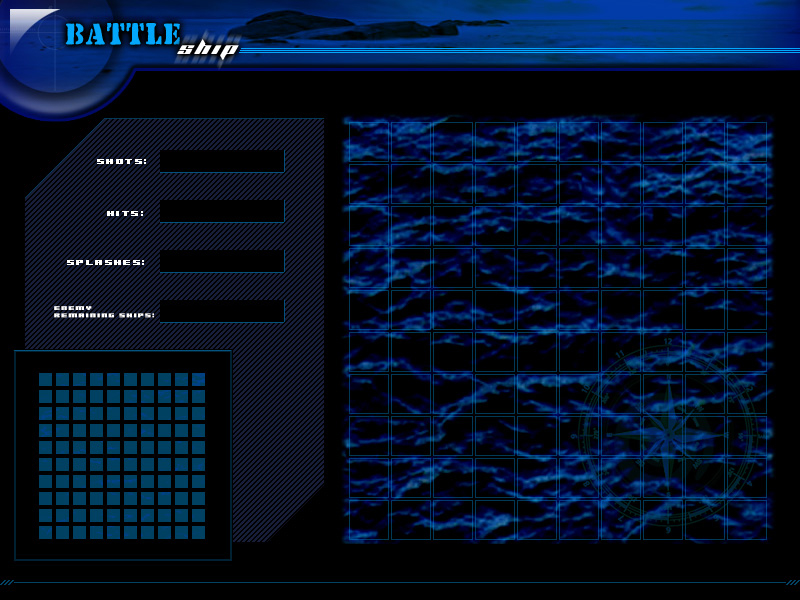 BATTLE
ship
SHOTS:
HITS:
SPLASHES:
ENEMY
REMAINING SHIPS: